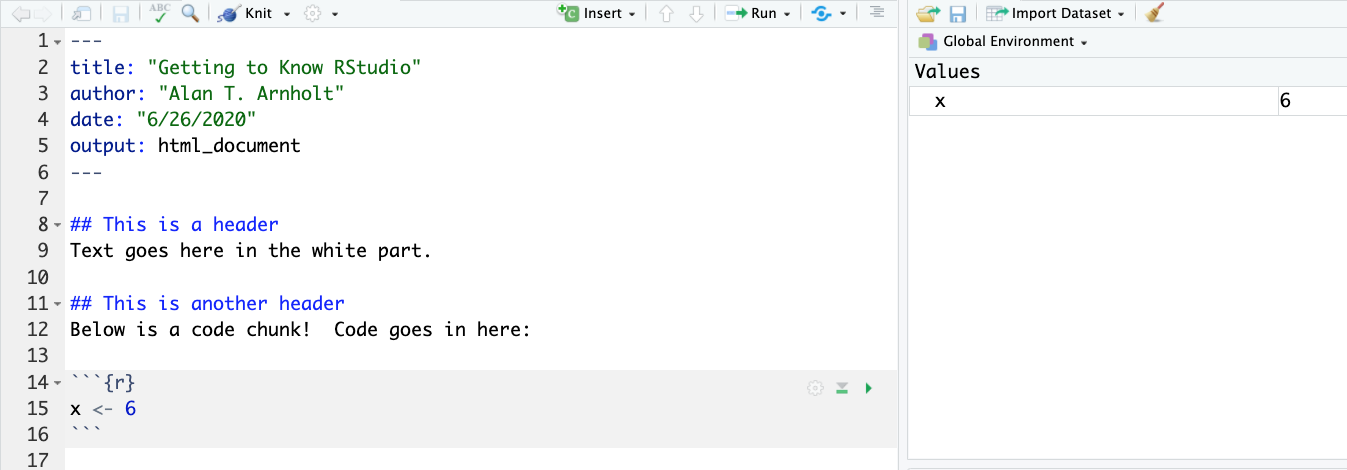 ABC Knit Insert Run Import Dataset
Global Environment
1 ---
Values
2 title: "Getting to Know RStudio"
3 author: "Alan T. Arnholt"
x 6
4 date: "6/26/2020"
5 output: html_document
6 ---
7
8 ## This is a header
9 Text goes here in the white part.
10
11 ## This is another header
12 Below is a code chunk!  Code goes in here:
13
14 ```{r}
15 x <- 6
16 ```
17